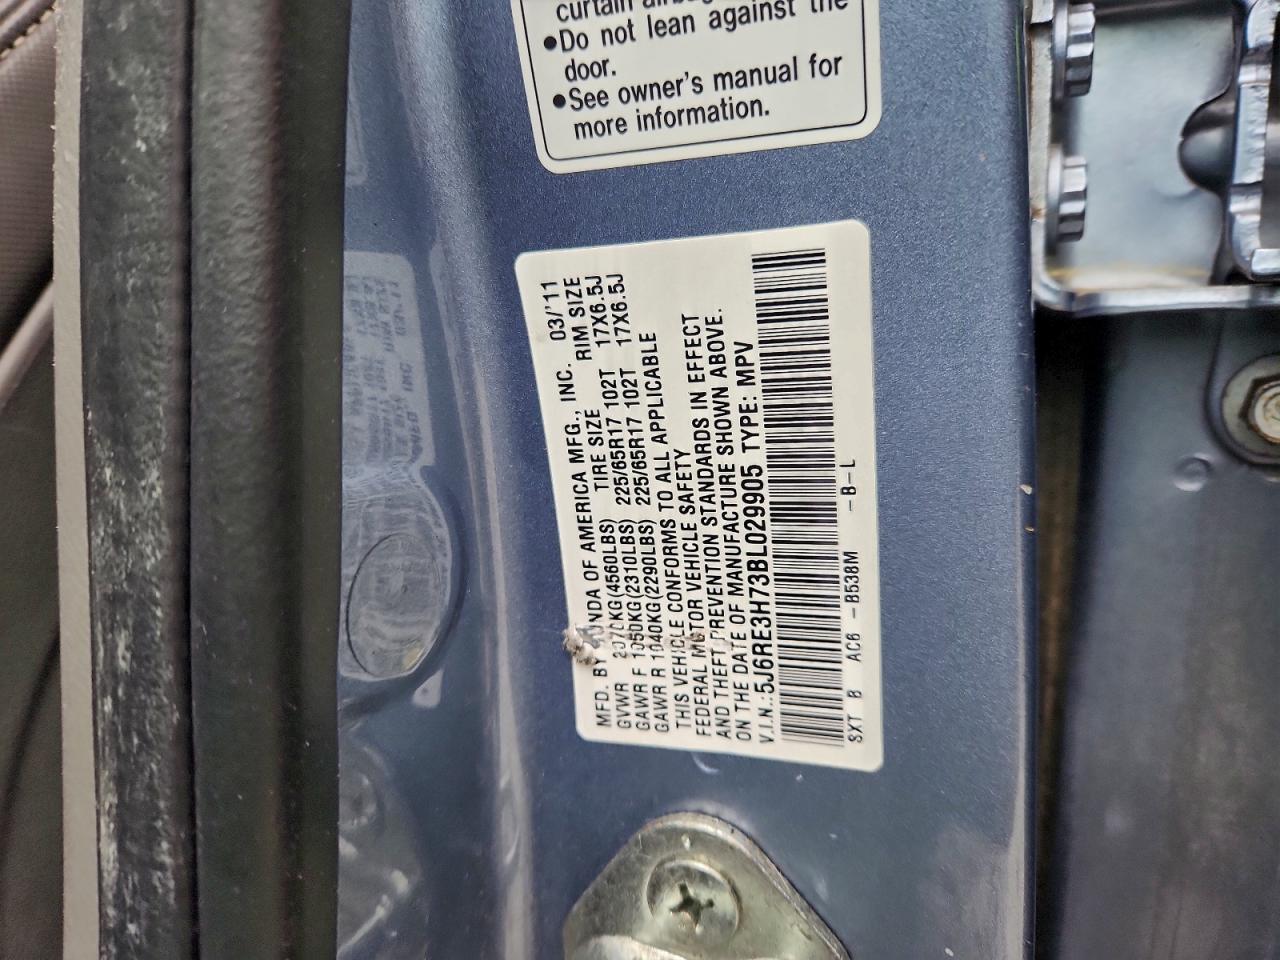 curtain
•Do not lean against the
door.
•See owner's manual for
more information.
MFD. BY HONDA OF AMERICA MFG., INC. 03/'11
GVWR 2070KG(4560LBS) TIRE SIZE RIM SIZE
GAWR F 1050KG(2310LBS) 225/65R17 102T 17X6.5J
GAWR R 1040KG(2290LBS) 225/65R17 102T 17X6.5J
THIS VEHICLE CONFORMS TO ALL APPLICABLE
FEDERAL MOTOR VEHICLE SAFETY
AND THEFT PREVENTION STANDARDS IN EFFECT
ON THE DATE OF MANUFACTURE SHOWN ABOVE.
V.I.N.:5J6RE3H73BL029905 TYPE: MPV
SXT B AC6 -B538M -B-L